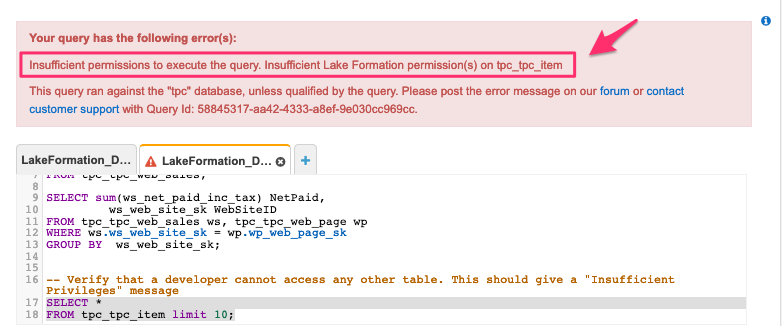 Your query has the following error(s):
Insufficient permissions to execute the query. Insufficient Lake Formation permission(s) on tpc_tpc_item
This query ran against the "tpc" database, unless qualified by the query. Please post the error message on our forum or contact
customer support with Query Id: 58845317-aa42-4333-a8ef-9e030cc969cc.
LakeFormation_D... LakeFormation_D... +
7 FROM tpc_tpc_web_sales;
8
9 SELECT sum(ws_net_paid_inc_tax) NetPaid,
10 ws_web_site_sk WebSiteID
11 FROM tpc_tpc_web_sales ws, tpc_tpc_web_page wp
12 WHERE ws.ws_web_site_sk = wp.wp_web_page_sk
13 GROUP BY ws_web_site_sk;
14
15
16 -- Verify that a developer cannot access any other table. This should give a "Insufficient
Privileges" message
17 SELECT *
18 FROM tpc_tpc_item limit 10;